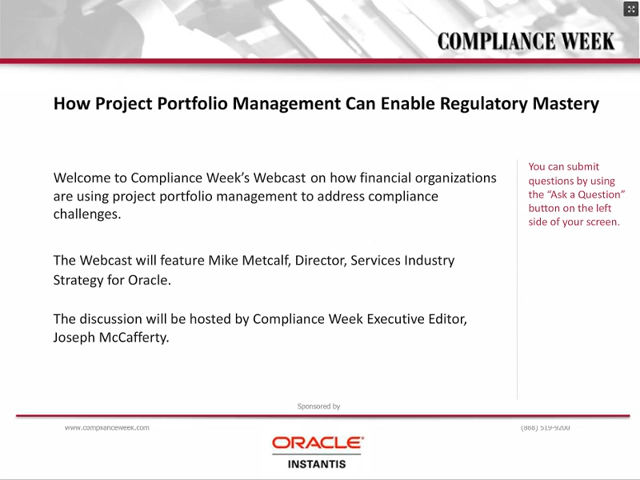 COMPLIANCE WEEK
How Project Portfolio Management Can Enable Regulatory Mastery
Welcome to Compliance Week’s Webcast on how financial organizations
are using project portfolio management to address compliance
challenges.
The Webcast will feature Mike Metcalf, Director, Services Industry
Strategy for Oracle.
The discussion will be hosted by Compliance Week Executive Editor,
Joseph McCafferty.
You can submit
questions by using
the “Ask a Question”
button on the left
side of your screen.
Sponsored by
www.complianceweek.com
(888) 519-9200
ORACLE
INSTANTIS